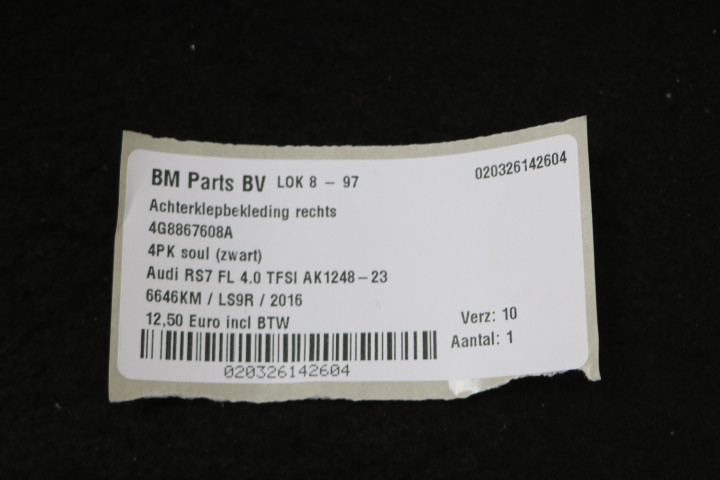 BM Parts BV LOK 8 - 97 020326142604
Achterklepbekleding rechts
4G8867608A
4PK soul (zwart)
Audi RS7 FL 4.0 TFSI AK1248-23
6646KM / LS9R / 2016
12,50 Euro incl BTW Verz: 10
Aantal: 1
020326142604